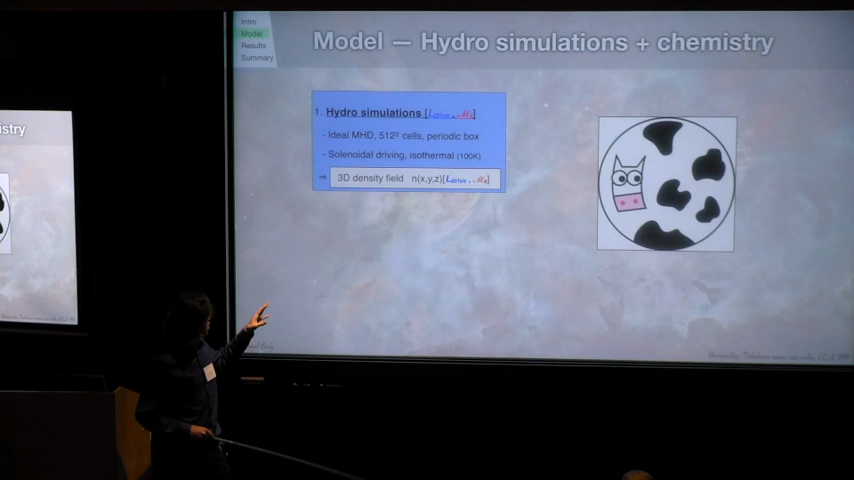 Intro
Model
Results
Summary
Model — Hydro simulations + chemistry
1. Hydro simulations [Ldrive, Ms]
- Ideal MHD, 512³ cells, periodic box
- Solenoidal driving, isothermal (100K)
⇒ 3D density field n(x,y,z)[Ldrive, Ms]
istry